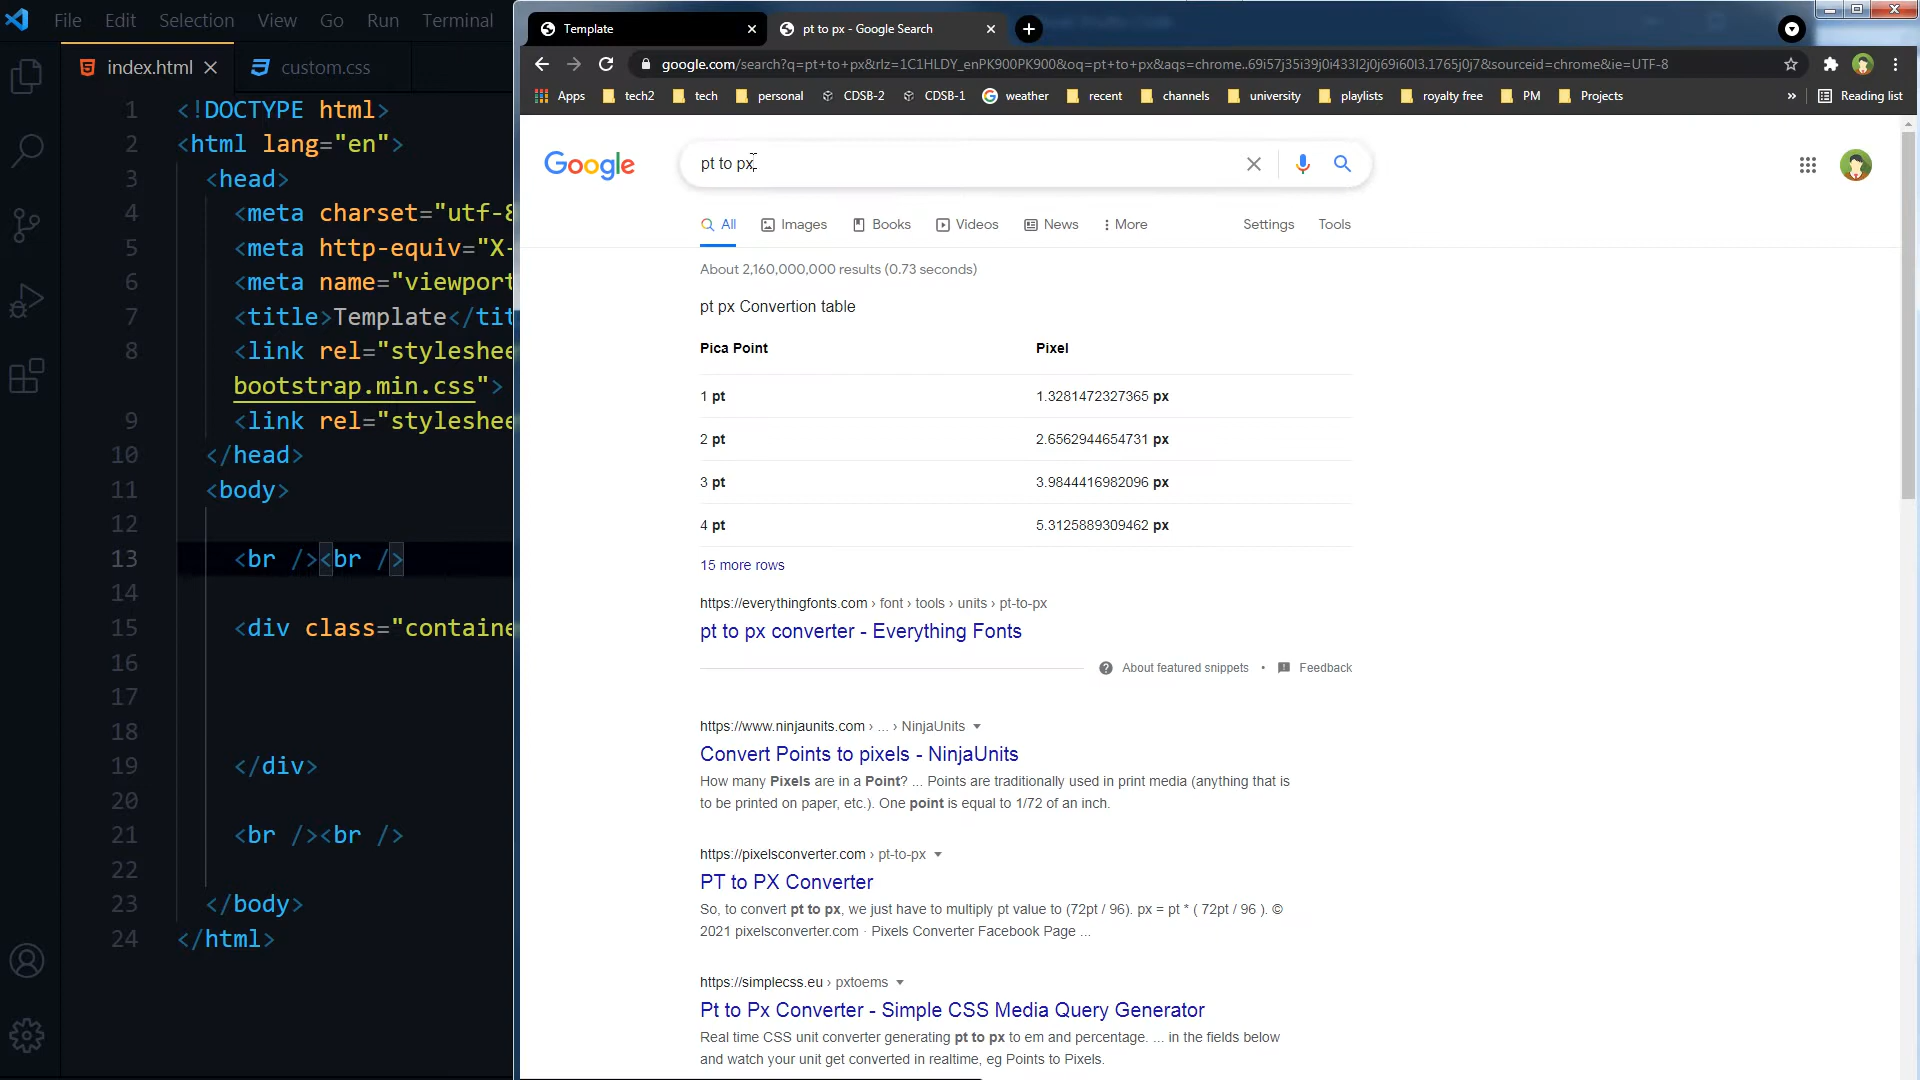 File Edit Selection View Go Run Terminal
index.html custom.css
1 <!DOCTYPE html>
2 <html lang="en">
3 <head>
4 <meta charset="utf-8
5 <meta http-equiv="X-
6 <meta name="viewport
7 <title>Template</tit
8 <link rel="styleshee
bootstrap.min.css">
9 <link rel="styleshee
10 </head>
11 <body>
12
13 <br /><br />
14
15 <div class="containe
16
17
18
19 </div>
20
21 <br /><br />
22
23 </body>
24 </html>
Template pt to px - Google Search
google.com/search?q=pt+to+px&rlz=1C1HLDY_enPK900PK900&oq=pt+to+px&aqs=chrome..69i57j35i39j0i433l2j0j69i60l3.1765j0j7&sourceid=chrome&ie=UTF-8
Apps tech2 tech personal CDSB-2 CDSB-1 weather recent channels university playlists royalty free PM Projects » Reading list
Google pt to px
All Images Books Videos News More Settings Tools
About 2,160,000,000 results (0.73 seconds)
pt px Convertion table
Pica Point Pixel
1 pt 1.3281472327365 px
2 pt 2.6562944654731 px
3 pt 3.9844416982096 px
4 pt 5.3125889309462 px
15 more rows
https://everythingfonts.com › font › tools › units › pt-to-px
pt to px converter - Everything Fonts
About featured snippets • Feedback
https://www.ninjaunits.com › ... › NinjaUnits
Convert Points to pixels - NinjaUnits
How many Pixels are in a Point? ... Points are traditionally used in print media (anything that is
to be printed on paper, etc.). One point is equal to 1/72 of an inch.
https://pixelsconverter.com › pt-to-px
PT to PX Converter
So, to convert pt to px, we just have to multiply pt value to (72pt / 96). px = pt * ( 72pt / 96 ). ©
2021 pixelsconverter.com · Pixels Converter Facebook Page ...
https://simplecss.eu › pxtoems
Pt to Px Converter - Simple CSS Media Query Generator
Real time CSS unit converter generating pt to px to em and percentage. ... in the fields below
and watch your unit get converted in realtime, eg Points to Pixels.